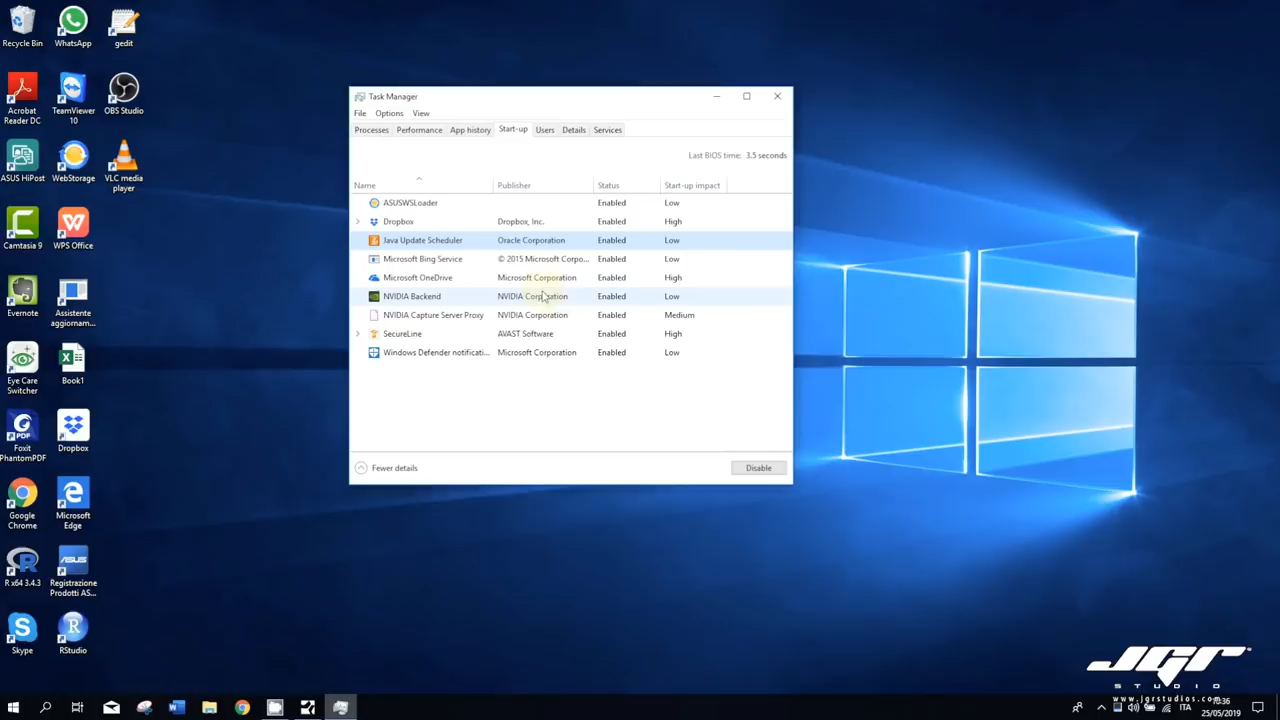 Recycle Bin
WhatsApp
gedit
Acrobat
Reader DC
TeamViewer
10
OBS Studio
ASUS HiPost
WebStorage
VLC media
player
Camtasia 9
WPS Office
Evernote
Assistente
aggiornam...
Eye Care
Switcher
Book1
Foxit
PhantomPDF
Dropbox
Google
Chrome
Microsoft
Edge
R x64 3.4.3
Registrazione
Prodotti AS...
Skype
RStudio
Task Manager
File Options View
Processes Performance App history Start-up Users Details Services
Last BIOS time: 3.5 seconds
Name Publisher Status Start-up impact
ASUSWSLoader Enabled Low
Dropbox Dropbox, Inc. Enabled High
Java Update Scheduler Oracle Corporation Enabled Low
Microsoft Bing Service © 2015 Microsoft Corpo... Enabled Low
Microsoft OneDrive Microsoft Corporation Enabled High
NVIDIA Backend NVIDIA Corporation Enabled Low
NVIDIA Capture Server Proxy NVIDIA Corporation Enabled Medium
SecureLine AVAST Software Enabled High
Windows Defender notificati... Microsoft Corporation Enabled Low
Fewer details Disable
JGR
STUDIO
www.jgrstudios.com
ITA
10:36
25/05/2019